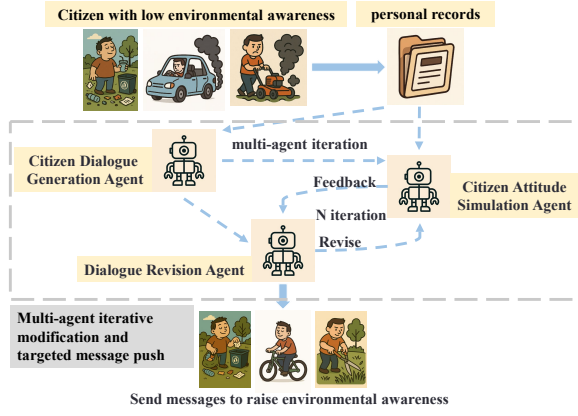 Citizen with low environmental awareness
personal records
multi-agent iteration
Citizen Dialogue
Generation Agent
Feedback
Citizen Attitude
Simulation Agent
N iteration
Revise
Dialogue Revision Agent
Multi-agent iterative
modification and
targeted message push
Send messages to raise environmental awareness